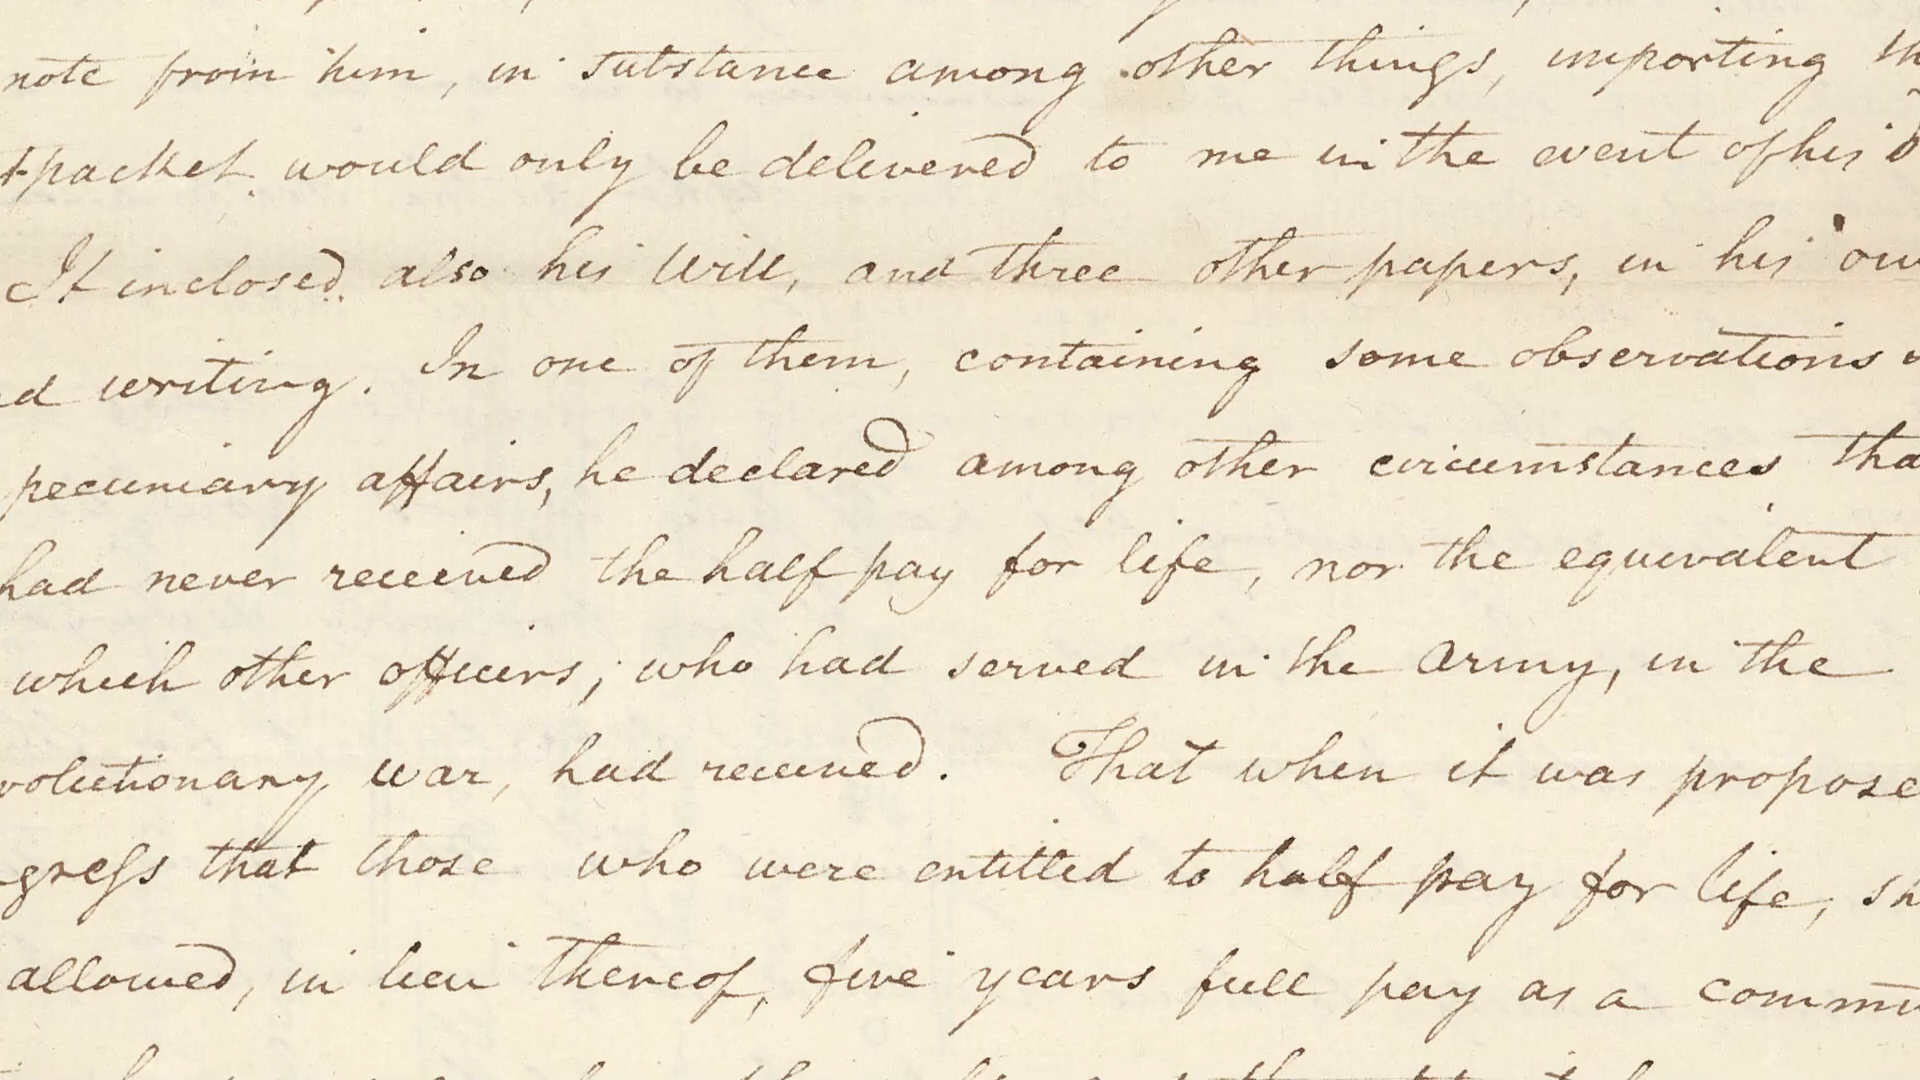 note from him, in substance among other things, importing th
t packet would only be delivered to me in the event of his d
It inclosed also his Will, and three other papers, in his ow
d writing. In one of them, containing some observations
pecuniary affairs, he declared among other circumstances tha
had never received the half pay for life, nor the equivalent
which other officers, who had served in the Army, in the
volutionary war, had received. That when it was propose
gress that those who were entitled to half pay for life, sh
allowed, in lieu thereof, five years full pay as a commu